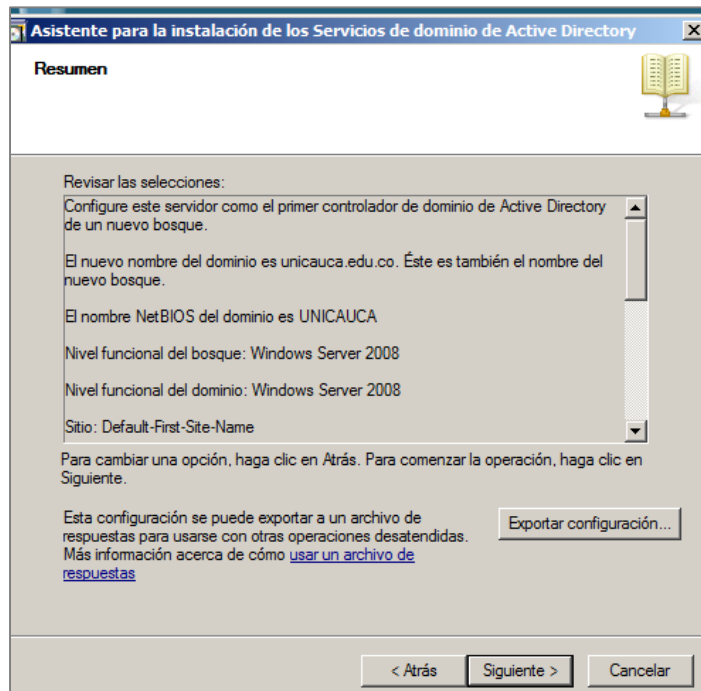 Asistente para la instalación de los Servicios de dominio de Active Directory
Resumen
Revisar las selecciones:
Configure este servidor como el primer controlador de dominio de Active Directory
de un nuevo bosque.
El nuevo nombre del dominio es unicauca.edu.co. Éste es también el nombre del
nuevo bosque.
El nombre NetBIOS del dominio es UNICAUCA
Nivel funcional del bosque: Windows Server 2008
Nivel funcional del dominio: Windows Server 2008
Sitio: Default-First-Site-Name
Para cambiar una opción, haga clic en Atrás. Para comenzar la operación, haga clic en
Siguiente.
Esta configuración se puede exportar a un archivo de
respuestas para usarse con otras operaciones desatendidas.
Más información acerca de cómo usar un archivo de
respuestas
Exportar configuración...
< Atrás
Siguiente >
Cancelar